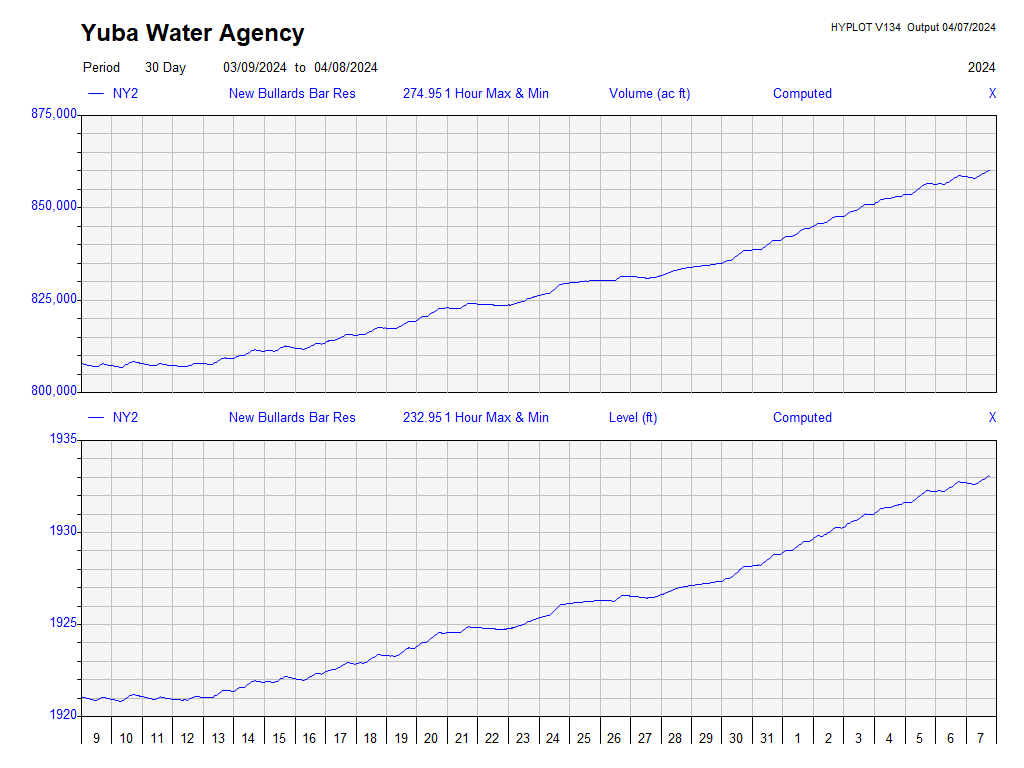 Yuba Water Agency
HYPLOT V134 Output 04/07/2024
Period 30 Day 03/09/2024 to 04/08/2024 2024
NY2 New Bullards Bar Res 274.95 1 Hour Max & Min Volume (ac ft) Computed X
875,000
850,000
825,000
800,000
NY2 New Bullards Bar Res 232.95 1 Hour Max & Min Level (ft) Computed X
1935
1930
1925
1920
9 10 11 12 13 14 15 16 17 18 19 20 21 22 23 24 25 26 27 28 29 30 31 1 2 3 4 5 6 7